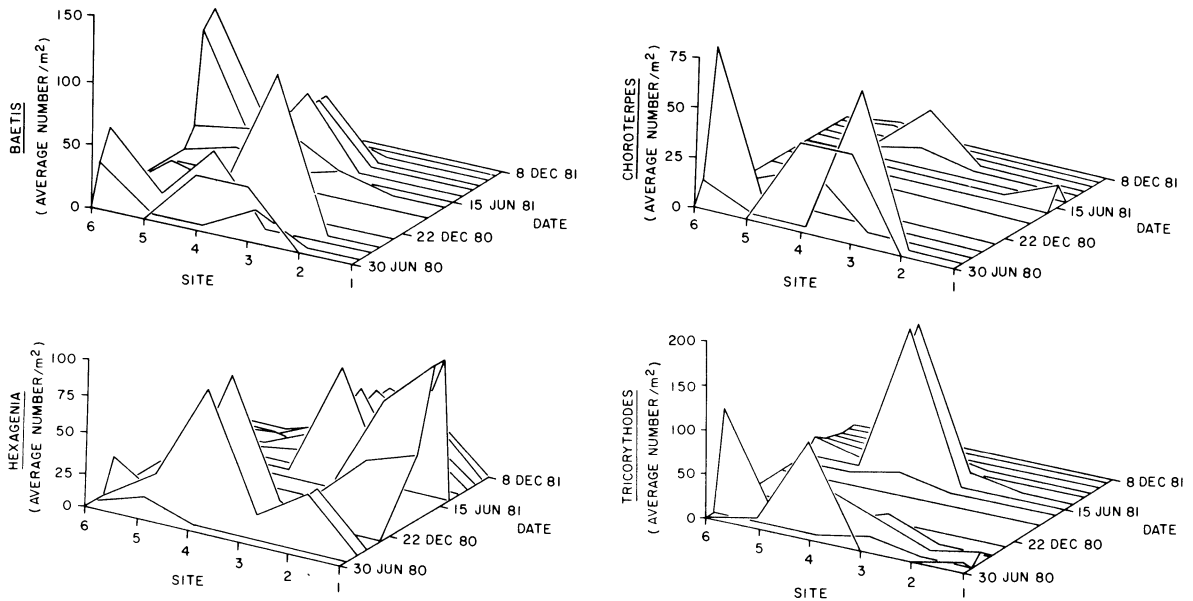 BAETIS
( AVERAGE NUMBER/m²)
150
100
50
0
6
5
4
3
2
1
SITE
30 JUN 80
22 DEC 80
15 JUN 81
8 DEC 81
DATE
CHOROTERPES
( AVERAGE NUMBER/m²)
75
50
25
0
6
5
4
3
2
1
SITE
30 JUN 80
22 DEC 80
15 JUN 81
8 DEC 81
DATE
HEXAGENIA
( AVERAGE NUMBER/m²)
100
75
50
25
0
6
5
4
3
2
1
SITE
30 JUN 80
22 DEC 80
15 JUN 81
8 DEC 81
DATE
TRICORYTHODES
( AVERAGE NUMBER/m²)
200
150
100
50
0
6
5
4
3
2
1
SITE
30 JUN 80
22 DEC 80
15 JUN 81
8 DEC 81
DATE